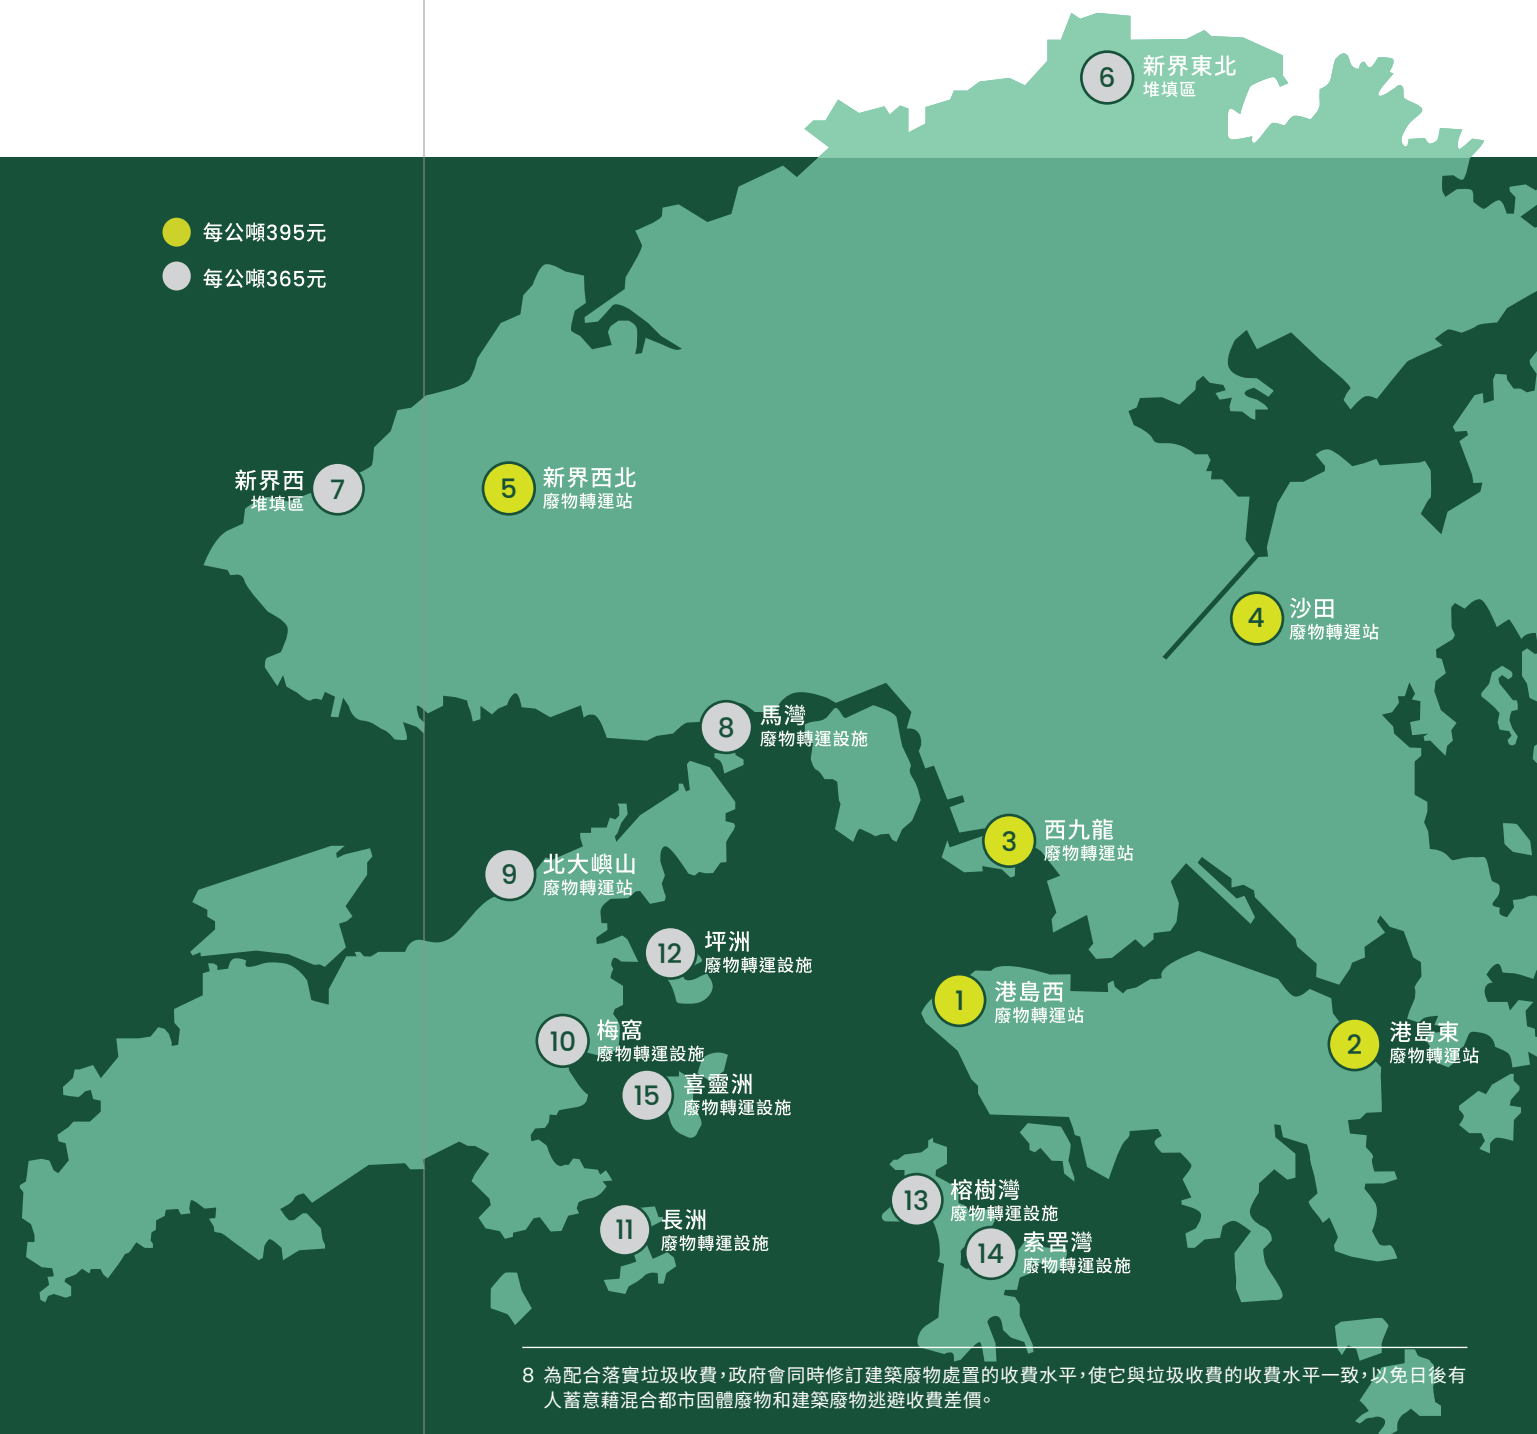 6
新界東北
堆填區
每公噸395元
每公噸365元
新界西
堆填區
7
5
新界西北
廢物轉運站
4
沙田
廢物轉運站
8
馬灣
廢物轉運設施
3
西九龍
廢物轉運站
9
北大嶼山
廢物轉運站
12
坪洲
廢物轉運設施
1
港島西
廢物轉運站
2
港島東
廢物轉運站
10
梅窩
廢物轉運設施
15
喜靈洲
廢物轉運設施
13
榕樹灣
廢物轉運設施
11
長洲
廢物轉運設施
14
索罟灣
廢物轉運設施
8 為配合落實垃圾收費，政府會同時修訂建築廢物處置的收費水平，使它與垃圾收費的收費水平一致，以免日後有
人蓄意藉混合都市固體廢物和建築廢物逃避收費差價。